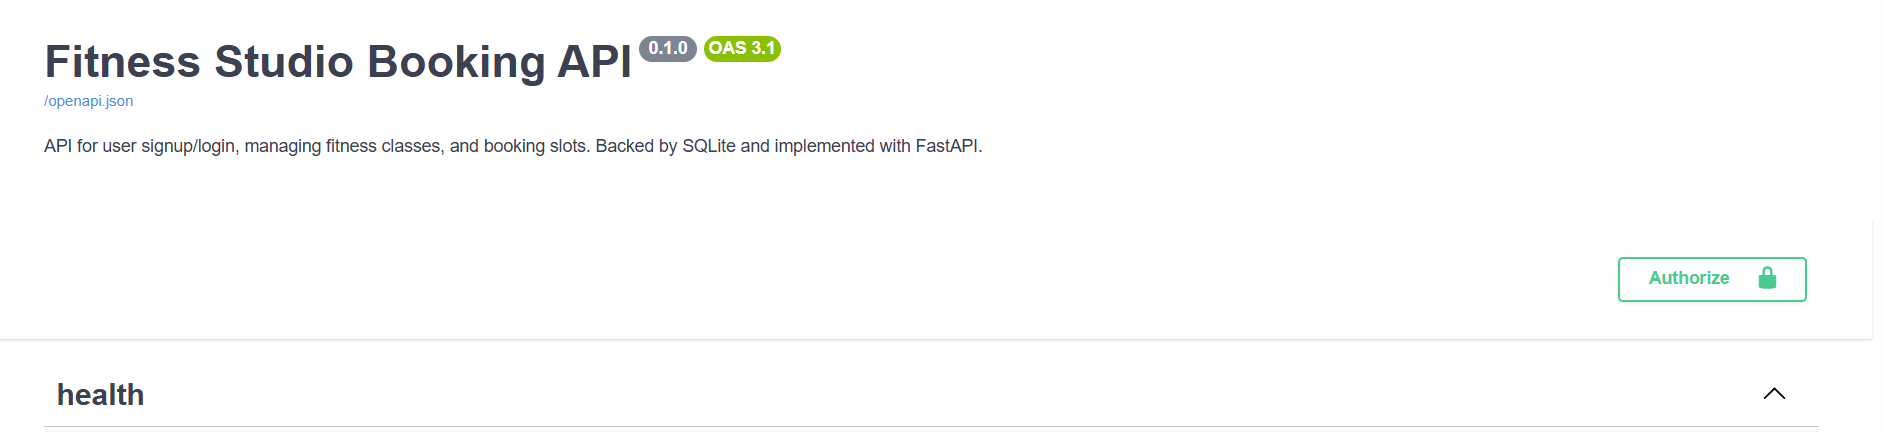 Fitness Studio Booking API 0.1.0 OAS 3.1
/openapi.json
API for user signup/login, managing fitness classes, and booking slots. Backed by SQLite and implemented with FastAPI.
Authorize
health